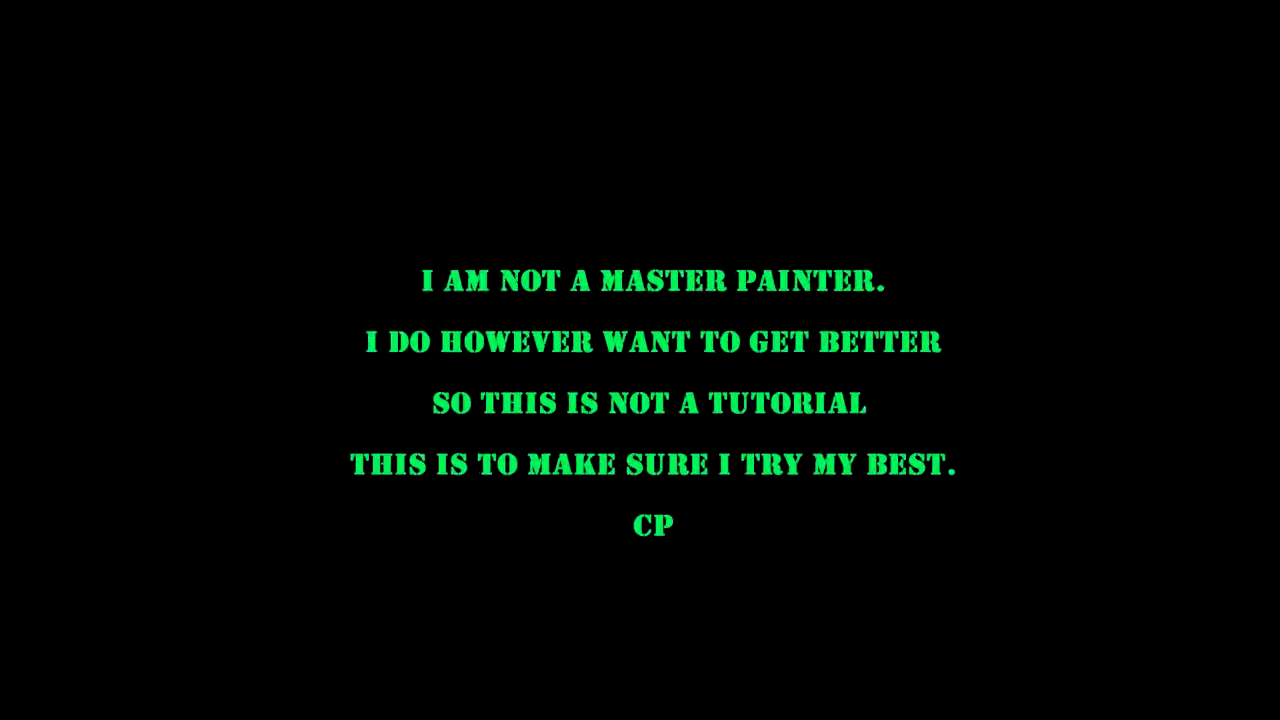 I AM NOT A MASTER PAINTER.
I DO HOWEVER WANT TO GET BETTER
SO THIS IS NOT A TUTORIAL
THIS IS TO MAKE SURE I TRY MY BEST.
CP